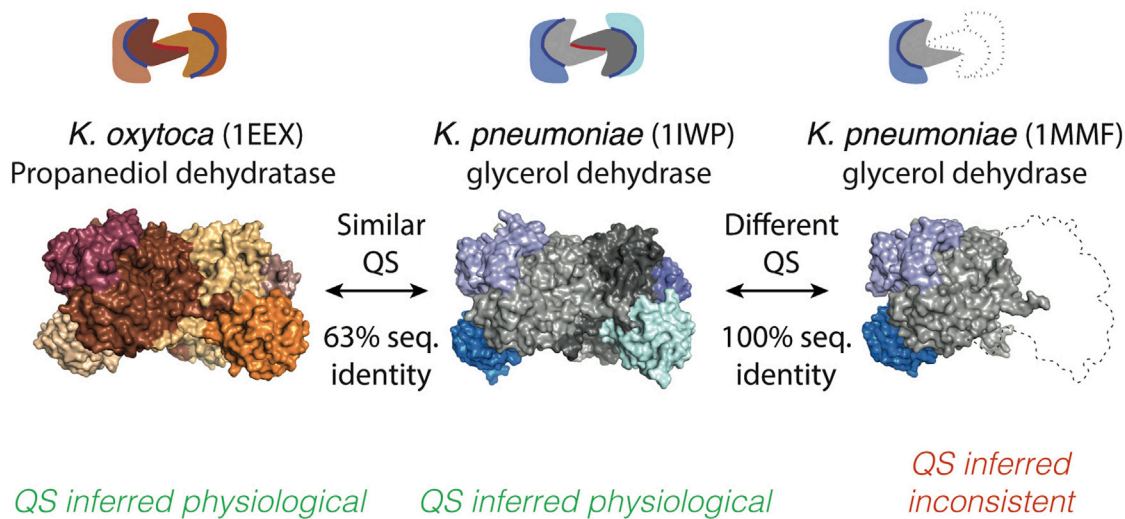 K. oxytoca (1EEX)
Propanediol dehydratase
K. pneumoniae (1IWP)
glycerol dehydrase
K. pneumoniae (1MMF)
glycerol dehydrase
Similar
QS
63% seq.
identity
Different
QS
100% seq.
identity
QS inferred physiological
QS inferred physiological
QS inferred
inconsistent